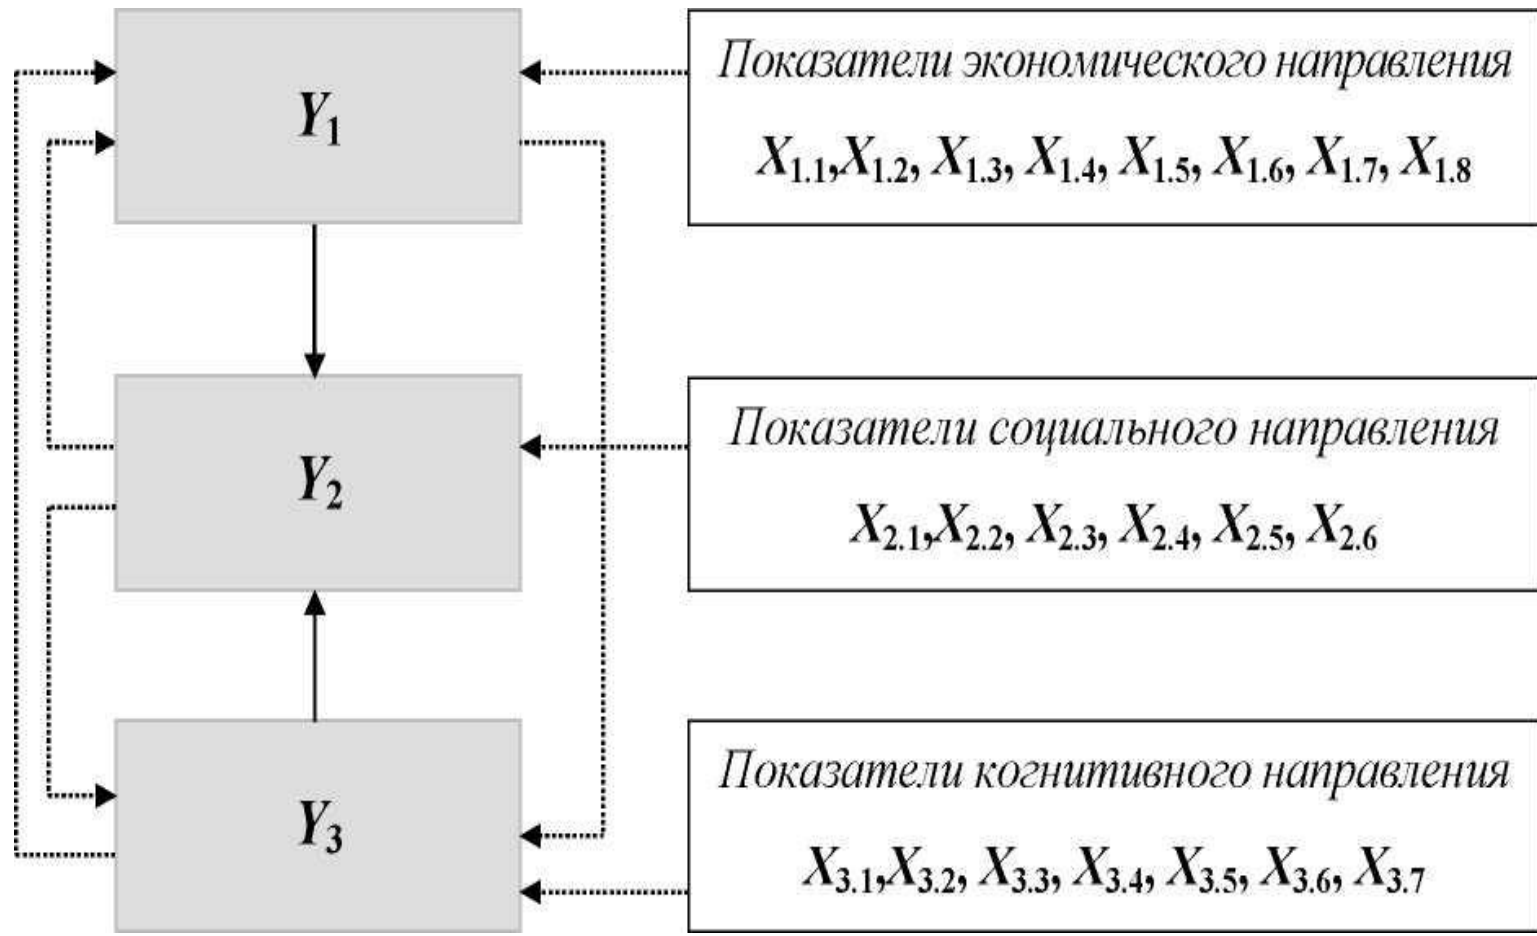 Y₁
Показатели экономического направления
X₁.₁,X₁.₂, X₁.₃, X₁.₄, X₁.₅, X₁.₆, X₁.₇, X₁.₈
Y₂
Показатели социального направления
X₂.₁,X₂.₂, X₂.₃, X₂.₄, X₂.₅, X₂.₆
Y₃
Показатели когнитивного направления
X₃.₁,X₃.₂, X₃.₃, X₃.₄, X₃.₅, X₃.₆, X₃.₇